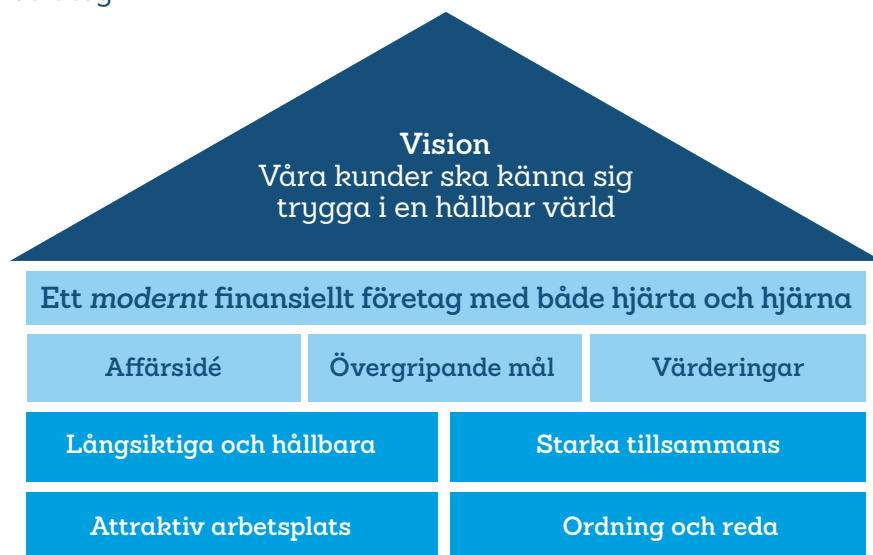 Vision
Våra kunder ska känna sig
trygga i en hållbar värld
Ett modernt finansiellt företag med både hjärta och hjärna
Affärsidé
Övergripande mål
Värderingar
Långsiktiga och hållbara
Starka tillsammans
Attraktiv arbetsplats
Ordning och reda